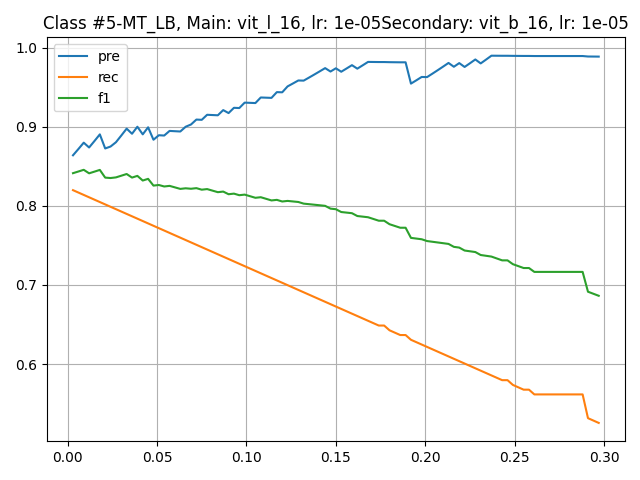 Class #5-MT_LB, Main: vit_l_16, lr: 1e-05Secondary: vit_b_16, lr: 1e-05
pre
rec
f1
1.0
0.9
0.8
0.7
0.6
0.00 0.05 0.10 0.15 0.20 0.25 0.30